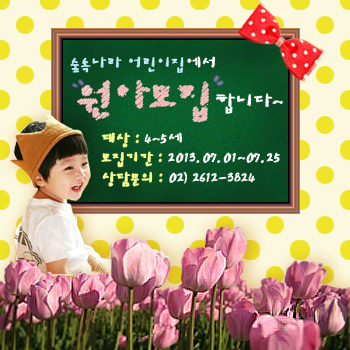 숲속나라 어린이집에서
원아모집 합니다~
대상 : 4~5세
모집기간 : 2013.07.01~07.25
상담문의 : 02) 2612-3824